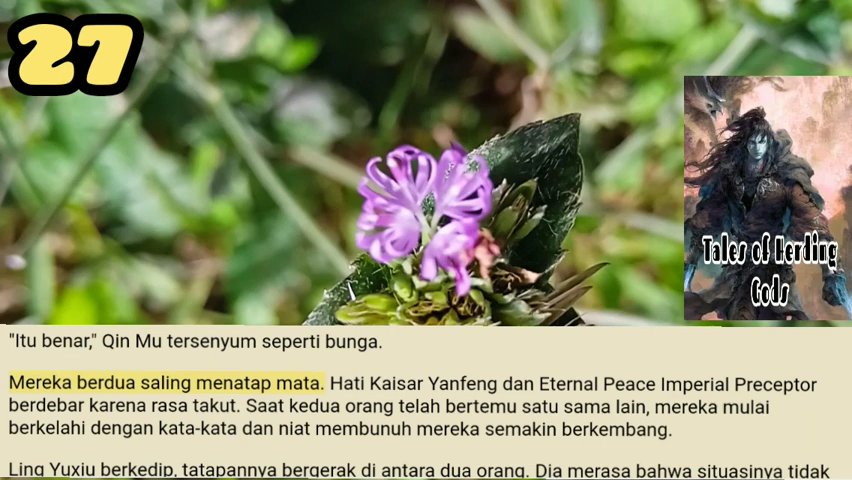 27
Tales of Herding
Gods
"Itu benar," Qin Mu tersenyum seperti bunga.
Mereka berdua saling menatap mata. Hati Kaisar Yanfeng dan Eternal Peace Imperial Preceptor
berdebar karena rasa takut. Saat kedua orang telah bertemu satu sama lain, mereka mulai
berkelahi dengan kata-kata dan niat membunuh mereka semakin berkembang.
Ling Yuxiu berkedip, tatapannya bergerak di antara dua orang. Dia merasa bahwa situasinya tidak